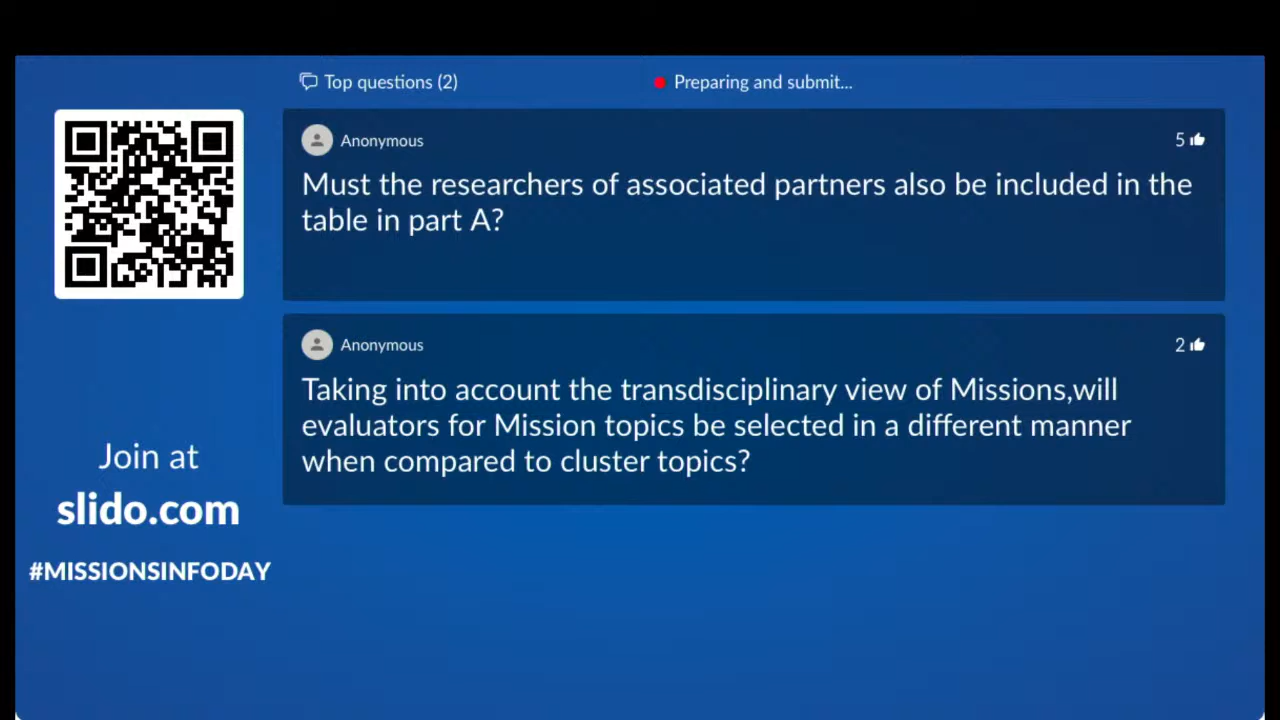 Top questions (2)
Preparing and submit...
Anonymous
5
Must the researchers of associated partners also be included in the
table in part A?
Anonymous
2
Taking into account the transdisciplinary view of Missions,will
evaluators for Mission topics be selected in a different manner
when compared to cluster topics?
Join at
slido.com
#MISSIONSINFODAY